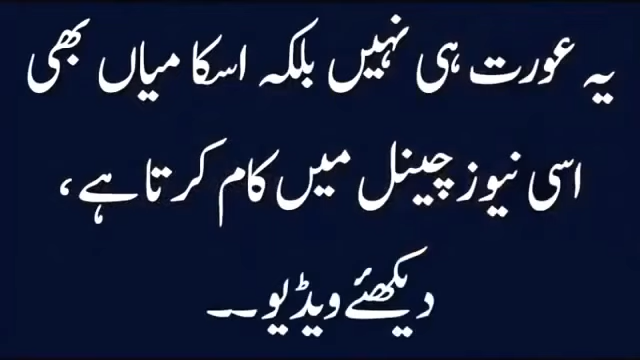 یہ عورت ہی نہیں بلکہ اسکا میاں بھی
اسی نیوز چینل میں کام کرتا ہے،
دیکھئے ویڈیو۔۔